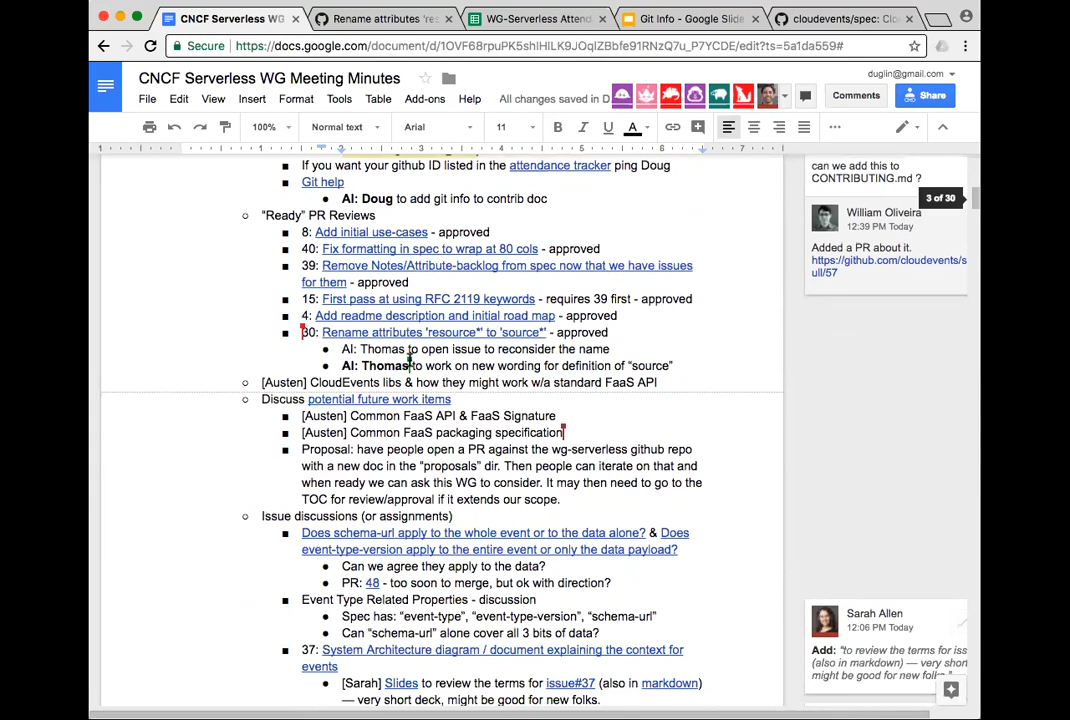 CNCF Serverless WG
Rename attributes 'res
WG-Serverless Attend
Git Info - Google Slide
cloudevents/spec: Clo
Secure
https://docs.google.com/document/d/1OVF68rpuPK5shlHlLK9JOqlZBbfe91RNzQ7u_P7YCDE/edit?ts=5a1da559#
CNCF Serverless WG Meeting Minutes
duglin@gmail.com
File Edit View Insert Format Tools Table Add-ons Help All changes saved in D
Comments
Share
100% Normal text Arial 11 B I U A
1 1 2 3 4 5 6 7
If you want your github ID listed in the attendance tracker ping Doug
Git help
AI: Doug to add git info to contrib doc
"Ready" PR Reviews
8: Add initial use-cases - approved
40: Fix formatting in spec to wrap at 80 cols - approved
39: Remove Notes/Attribute-backlog from spec now that we have issues
for them - approved
15: First pass at using RFC 2119 keywords - requires 39 first - approved
4: Add readme description and initial road map - approved
30: Rename attributes 'resource*' to 'source*' - approved
AI: Thomas to open issue to reconsider the name
AI: Thomas to work on new wording for definition of "source"
[Austen] CloudEvents libs & how they might work w/a standard FaaS API
Discuss potential future work items
[Austen] Common FaaS API & FaaS Signature
[Austen] Common FaaS packaging specification
Proposal: have people open a PR against the wg-serverless github repo
with a new doc in the "proposals" dir. Then people can iterate on that and
when ready we can ask this WG to consider. It may then need to go to the
TOC for review/approval if it extends our scope.
Issue discussions (or assignments)
Does schema-url apply to the whole event or to the data alone? & Does
event-type-version apply to the entire event or only the data payload?
Can we agree they apply to the data?
PR: 48 - too soon to merge, but ok with direction?
Event Type Related Properties - discussion
Spec has: "event-type", "event-type-version", "schema-url"
Can "schema-url" alone cover all 3 bits of data?
37: System Architecture diagram / document explaining the context for
events
[Sarah] Slides to review the terms for issue#37 (also in markdown)
— very short deck, might be good for new folks.
can we add this to
CONTRIBUTING.md ?
3 of 30
William Oliveira
12:39 PM Today
Added a PR about it.
https://github.com/cloudevents/s
ull/57
Sarah Allen
12:06 PM Today
Add: "to review the terms for iss
(also in markdown) — very short
might be good for new folks."